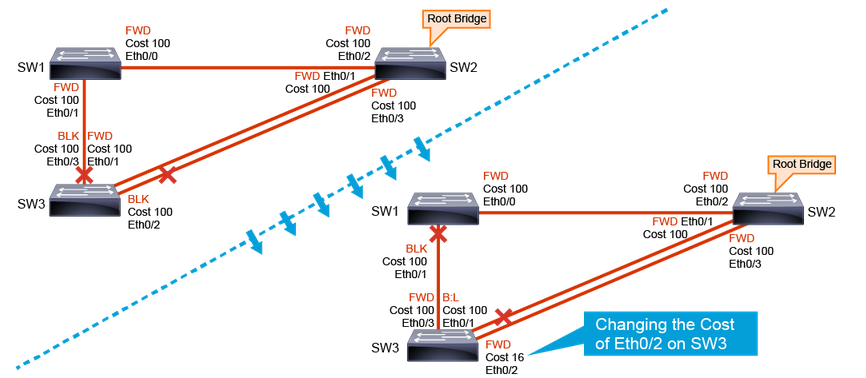 Root Bridge
FWD
Cost 100
Eth0/0
FWD
Cost 100
Eth0/2
SW1
SW2
FWD Eth0/1
Cost 100
FWD
Cost 100
Eth0/3
FWD
Cost 100
Eth0/1
BLK
Cost 100
Eth0/3
FWD
Cost 100
Eth0/1
SW3
BLK
Cost 100
Eth0/2
Root Bridge
FWD
Cost 100
Eth0/0
FWD
Cost 100
Eth0/2
SW1
SW2
FWD Eth0/1
Cost 100
FWD
Cost 100
Eth0/3
BLK
Cost 100
Eth0/1
FWD
Cost 100
Eth0/3
B:L
Cost 100
Eth0/1
SW3
FWD
Cost 16
Eth0/2
Changing the Cost
of Eth0/2 on SW3